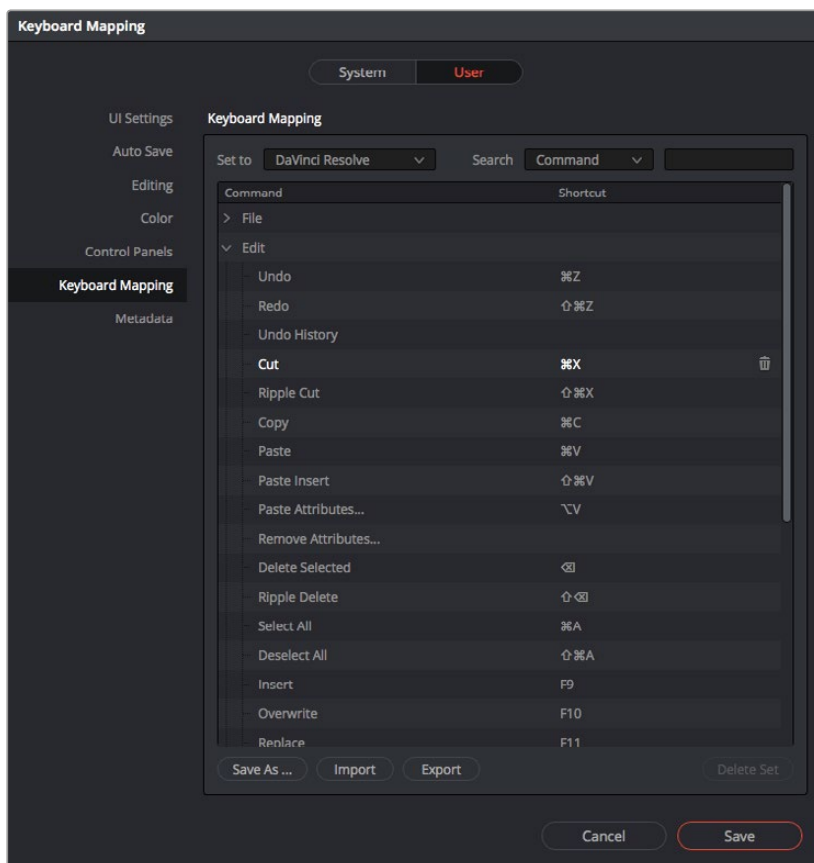 Keyboard Mapping
System User
UI Settings
Auto Save
Editing
Color
Control Panels
Keyboard Mapping
Metadata
Keyboard Mapping
Set to DaVinci Resolve Search Command
Command Shortcut
> File
Edit
Undo ⌘Z
Redo ⇧⌘Z
Undo History
Cut ⌘X
Ripple Cut ⇧⌘X
Copy ⌘C
Paste ⌘V
Paste Insert ⇧⌘V
Paste Attributes... ⌥V
Remove Attributes...
Delete Selected ⌫
Ripple Delete ⇧⌫
Select All ⌘A
Deselect All ⇧⌘A
Insert F9
Overwrite F10
Replace F11
Save As ... Import Export Delete Set
Cancel Save